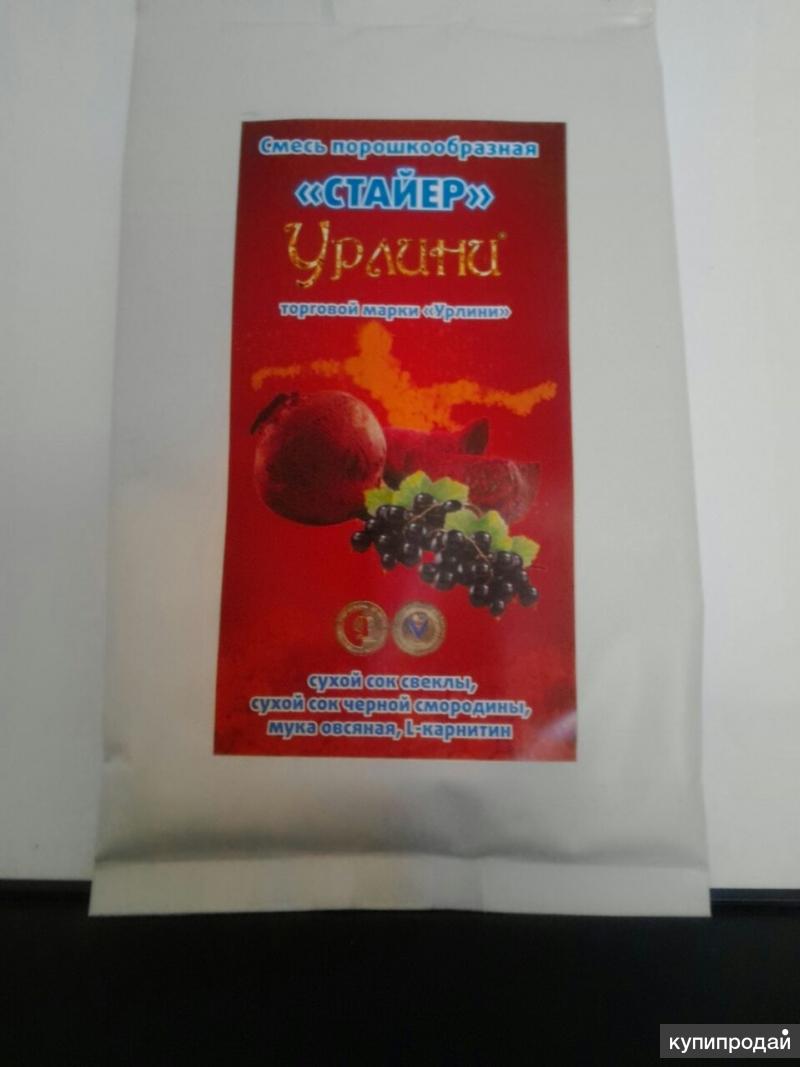 Смесь порошкообразная
«СТАЙЕР»
Урлини®
торговой марки «Урлини»
сухой сок свеклы,
сухой сок черной смородины,
мука овсяная, L-карнитин
купипродай